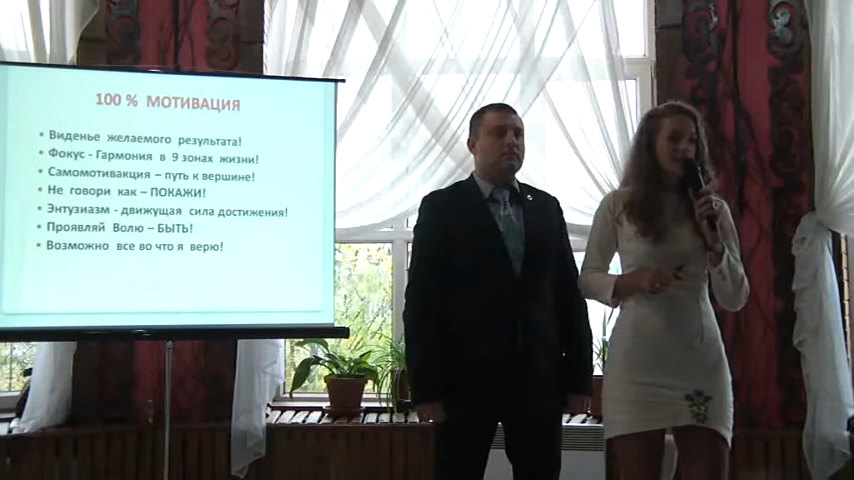 100 % МОТИВАЦИЯ
• Виденье желаемого результата!
• Фокус - ГАРМОНИЯ в 9 зонах жизни!
• Самомотивакция – путь к вершине!
• Не говори как – ПОКАЖИ!
• Энтузиазм - движущая сила достижения!
• Проявляй Волю – БЫТЬ!
• Возможно все во что я верю!